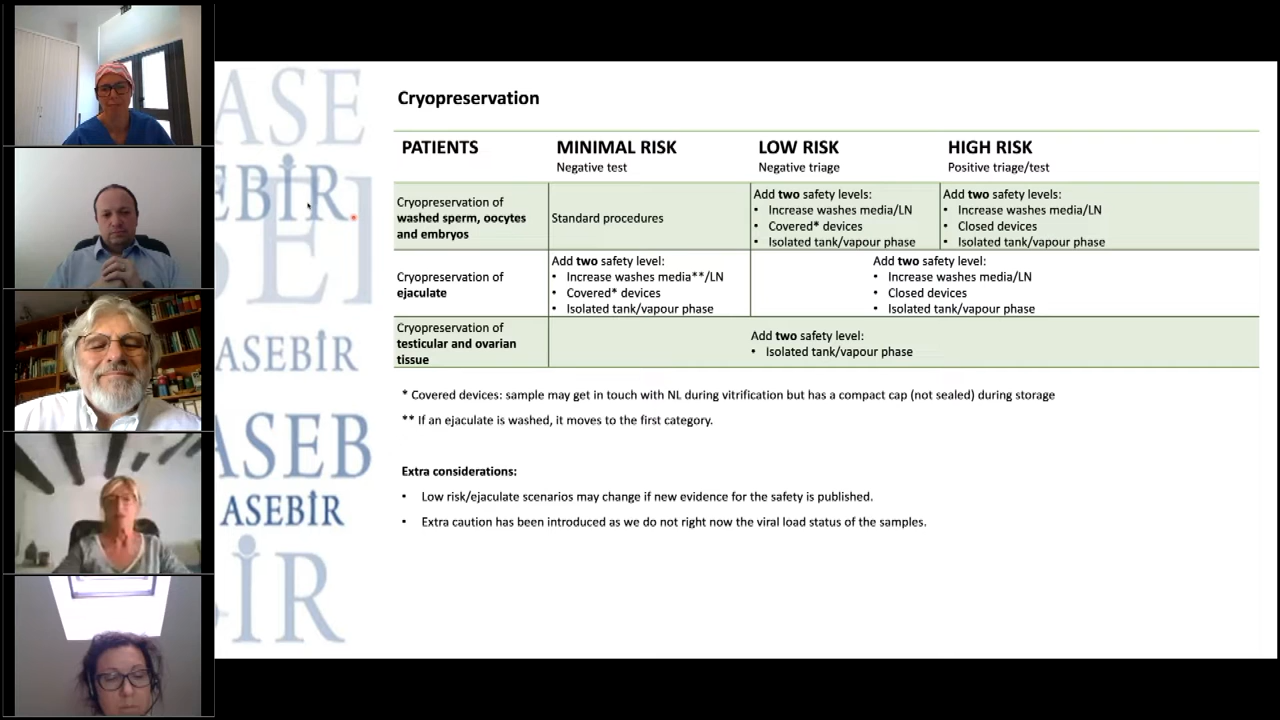 ASE
EBİR.
EI
ASEBİR
ASEB
ASEBİR
İR
Cryopreservation
PATIENTS
MINIMAL RISK
Negative test
LOW RISK
Negative triage
HIGH RISK
Positive triage/test
Cryopreservation of
washed sperm, oocytes
and embryos
Standard procedures
Add two safety levels:
• Increase washes media/LN
• Covered* devices
• Isolated tank/vapour phase
Add two safety levels:
• Increase washes media/LN
• Closed devices
• Isolated tank/vapour phase
Cryopreservation of
ejaculate
Add two safety level:
• Increase washes media**/LN
• Covered* devices
• Isolated tank/vapour phase
Add two safety level:
• Increase washes media/LN
• Closed devices
• Isolated tank/vapour phase
Cryopreservation of
testicular and ovarian
tissue
Add two safety level:
• Isolated tank/vapour phase
* Covered devices: sample may get in touch with NL during vitrification but has a compact cap (not sealed) during storage
** If an ejaculate is washed, it moves to the first category.
Extra considerations:
• Low risk/ejaculate scenarios may change if new evidence for the safety is published.
• Extra caution has been introduced as we do not right now the viral load status of the samples.